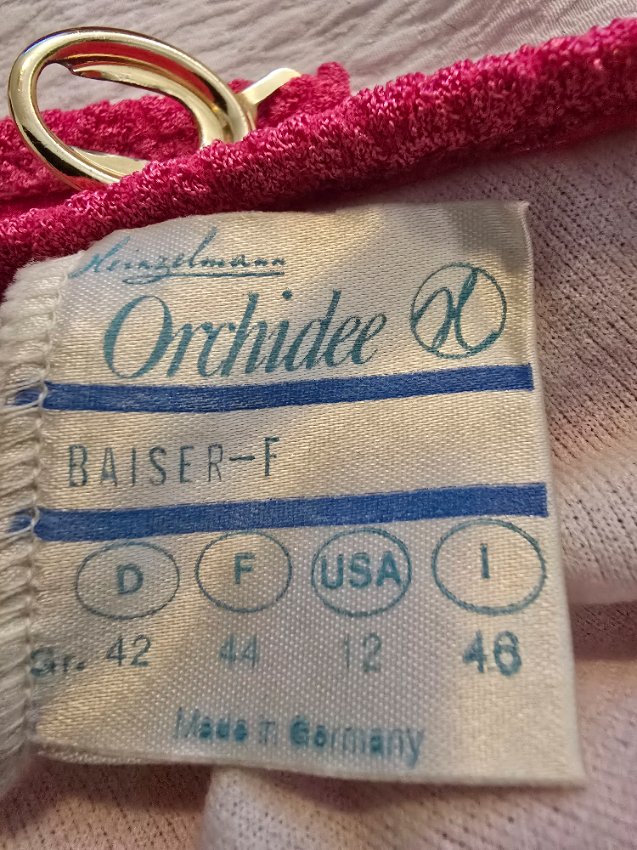 Heinzelmann
Orchidee H
BAISER-F
D F USA I
Gr. 42 44 12 46
Made in Germany